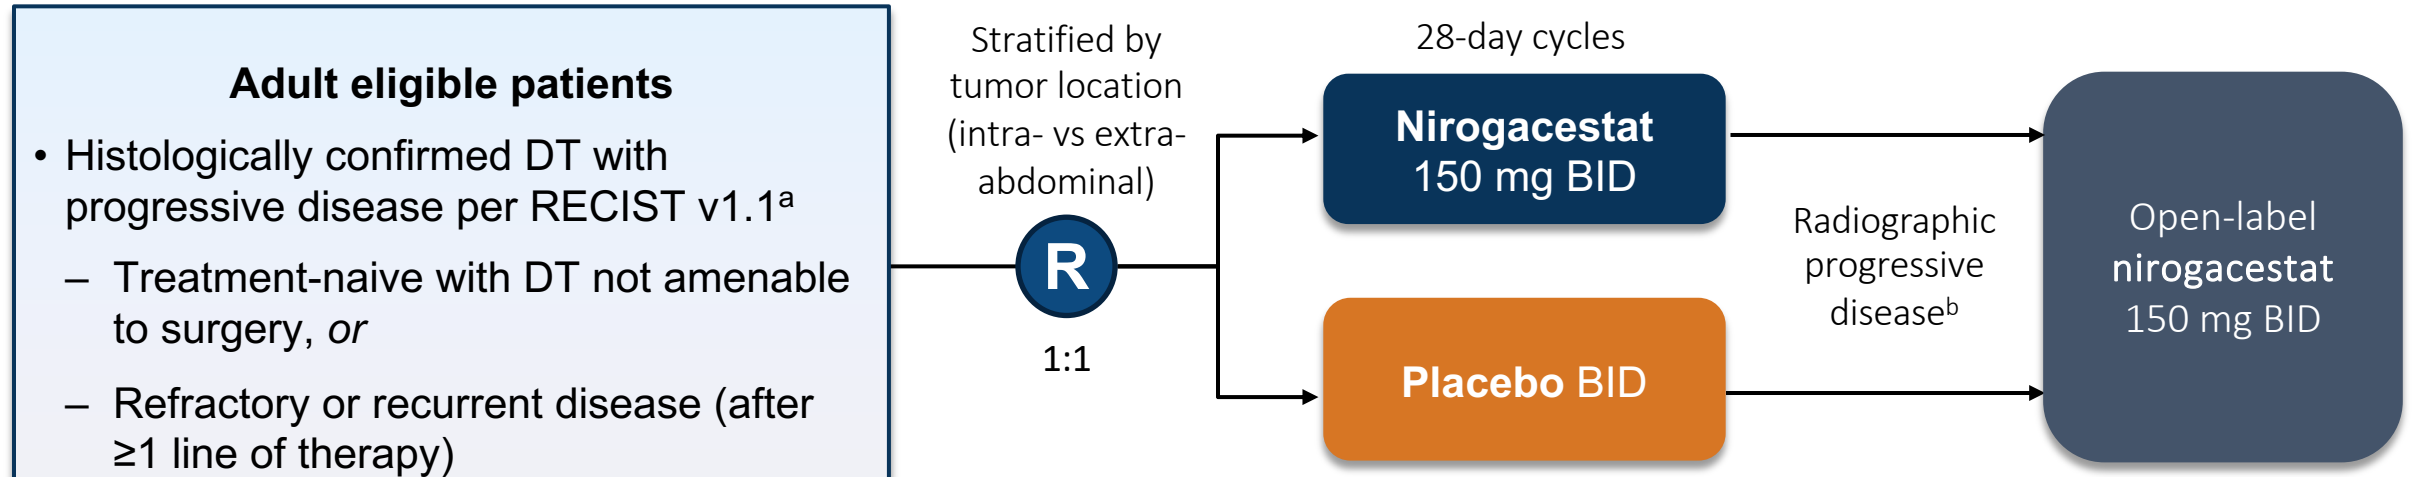 Adult eligible patients
• Histologically confirmed DT with
progressive disease per RECIST v1.1ᵃ
– Treatment-naive with DT not amenable
to surgery, or
– Refractory or recurrent disease (after
≥1 line of therapy)
Stratified by
tumor location
(intra- vs extra-
abdominal)
R
1:1
28-day cycles
Nirogacestat
150 mg BID
Placebo BID
Radiographic
progressive
diseaseᵇ
Open-label
nirogacestat
150 mg BID